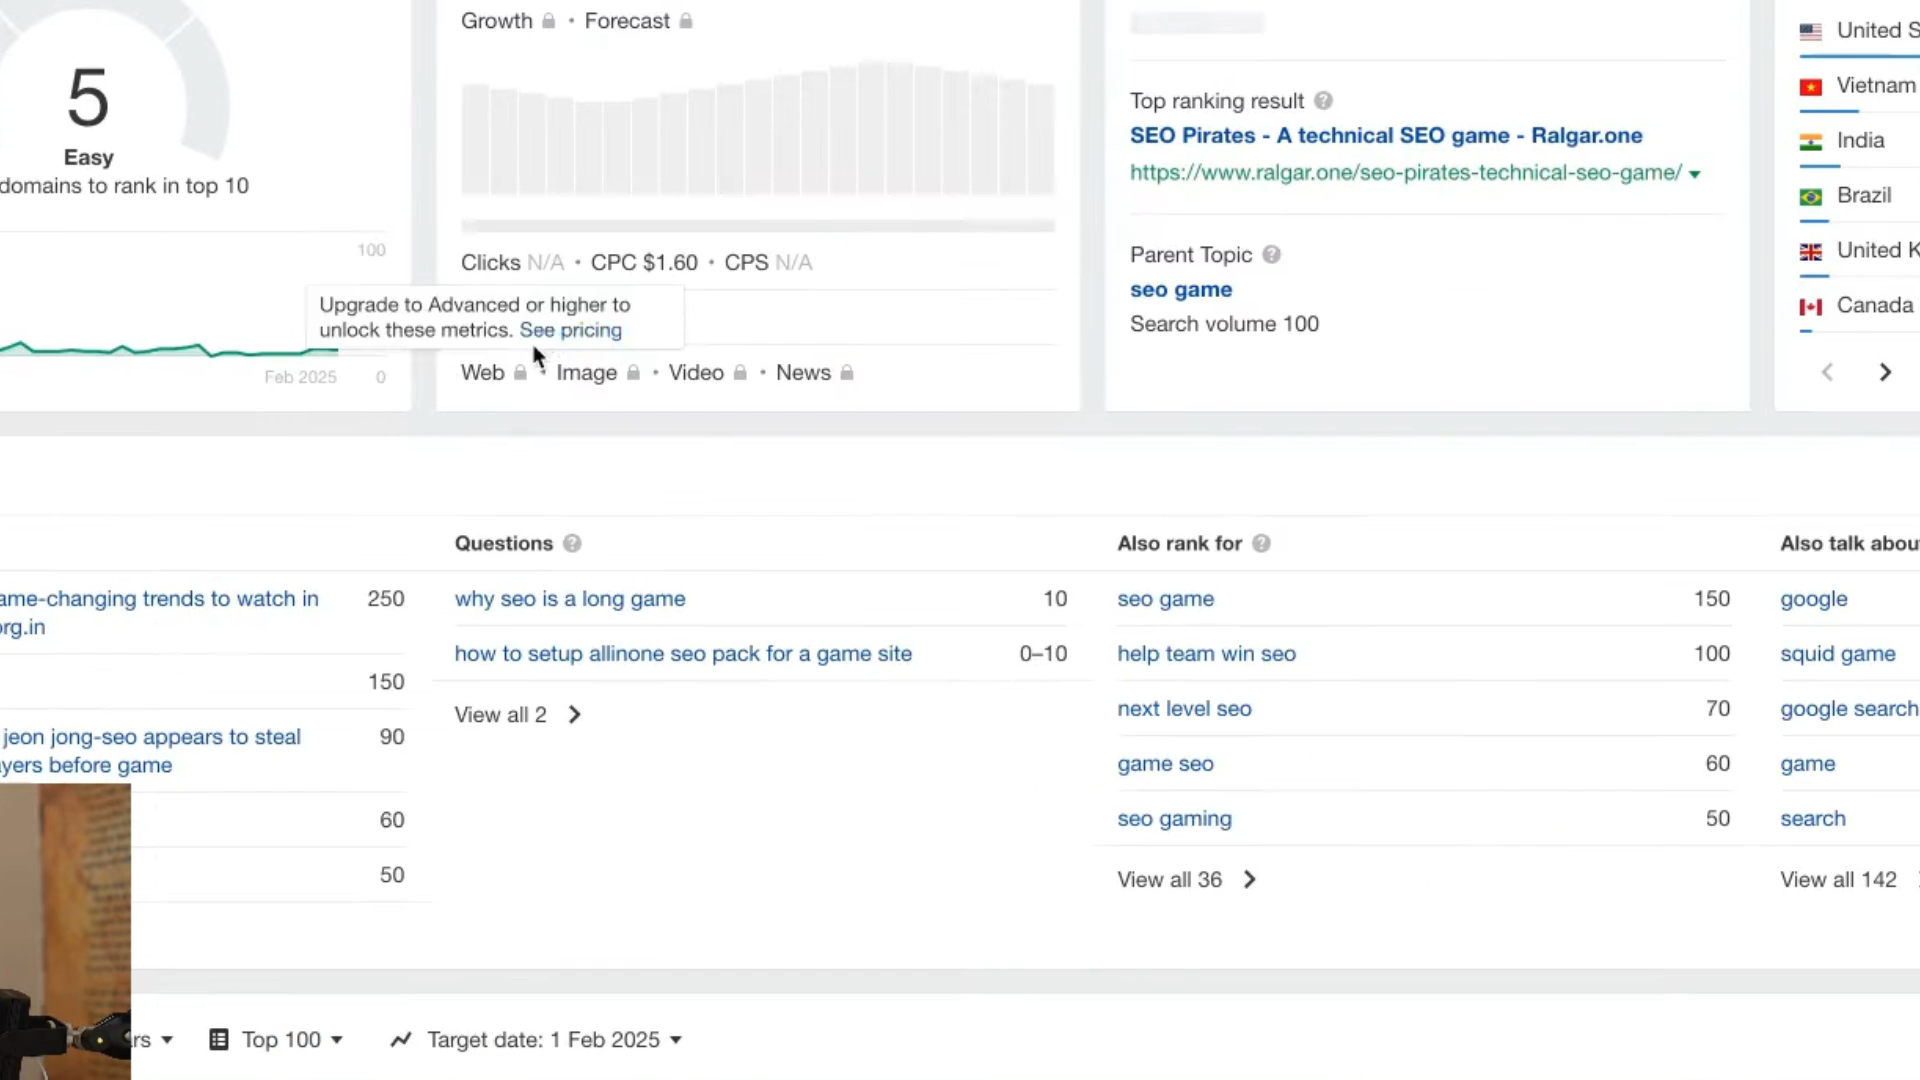 Growth • Forecast
5
Easy
domains to rank in top 10
100
Feb 2025 0
Clicks N/A • CPC $1.60 • CPS N/A
Upgrade to Advanced or higher to
unlock these metrics. See pricing
Web • Image • Video • News
Top ranking result
SEO Pirates - A technical SEO game - Ralgar.one
https://www.ralgar.one/seo-pirates-technical-seo-game/
Parent Topic
seo game
Search volume 100
United S
Vietnam
India
Brazil
United K
Canada
ame-changing trends to watch in 250
org.in
150
jeon jong-seo appears to steal 90
ayers before game
60
50
Questions
why seo is a long game 10
how to setup allinone seo pack for a game site 0–10
View all 2
Also rank for
seo game 150
help team win seo 100
next level seo 70
game seo 60
seo gaming 50
View all 36
Also talk abou
google
squid game
google search
game
search
View all 142
rs Top 100 Target date: 1 Feb 2025